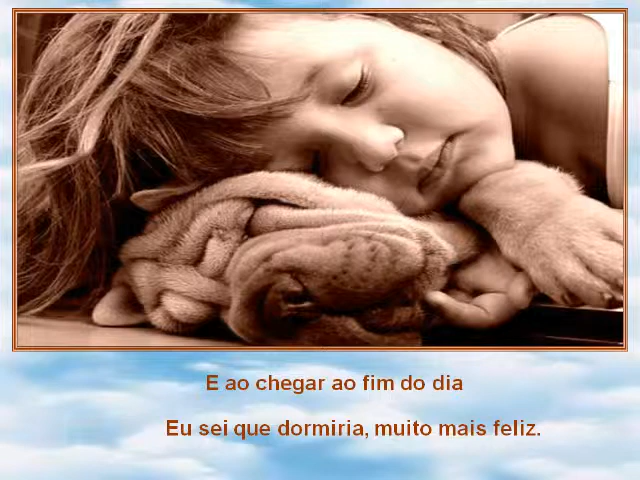 E ao chegar ao fim do dia
Eu sei que dormiria, muito mais feliz.